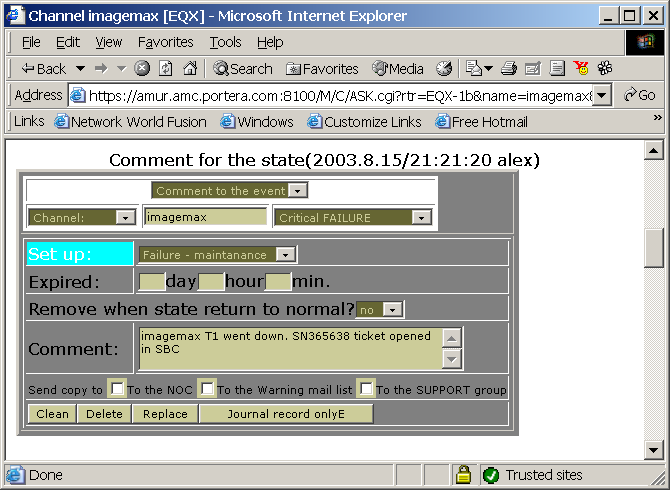 Channel imagemax [EQX] - Microsoft Internet Explorer
File Edit View Favorites Tools Help
Back Search Favorites Media
Address https://amur.amc.portera.com:8100/M/C/ASK.cgi?rtr=EQX-1b&name=imagemax& Go
Links Network World Fusion Windows Customize Links Free Hotmail »
Comment for the state(2003.8.15/21:21:20 alex)
Comment to the event
Channel: imagemax Critical FAILURE
Set up: Failure - maintanance
Expired: day hour min.
Remove when state return to normal? no
Comment: imagemax T1 went down. SN365638 ticket opened
in SBC
Send copy to To the NOC To the Warning mail list To the SUPPORT group
Clean Delete Replace Journal record onlyE
Done Trusted sites